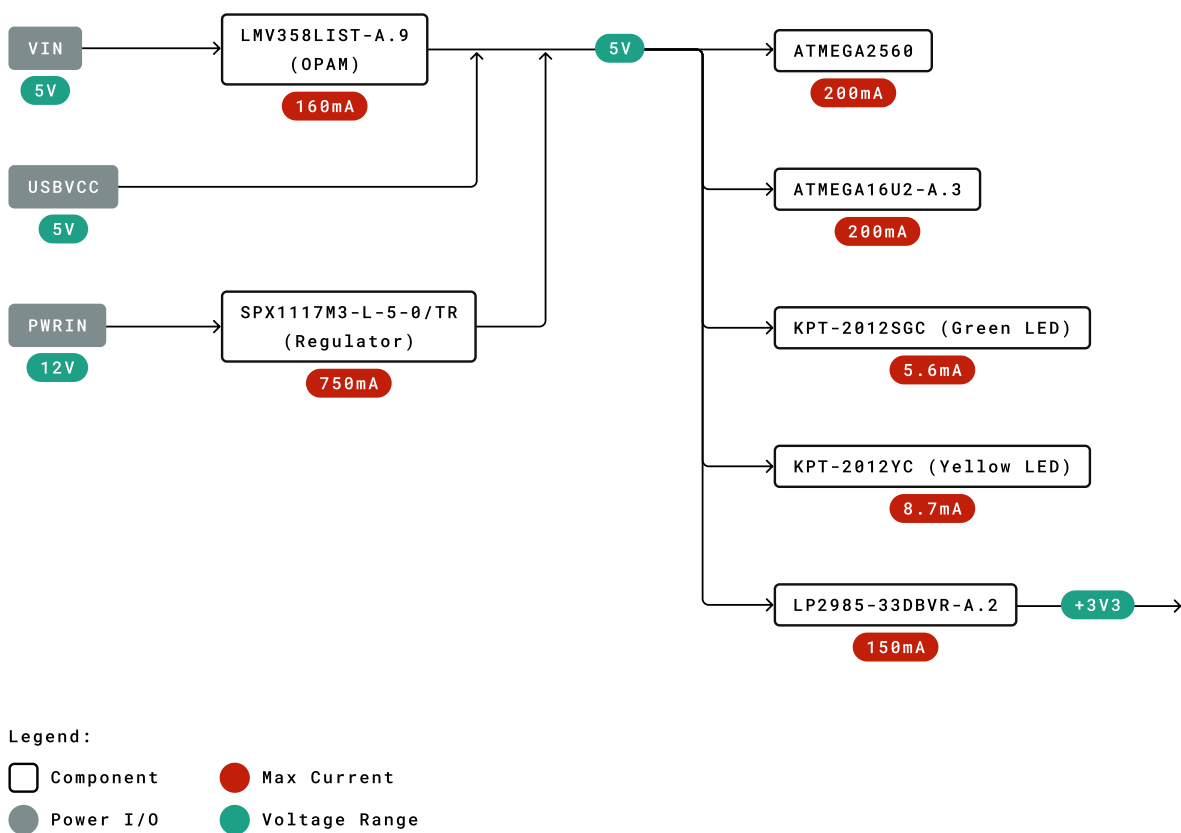 VIN
5V
LMV358LIST-A.9
(OPAM)
160mA
5V
ATMEGA2560
200mA
USBVCC
5V
ATMEGA16U2-A.3
200mA
PWRIN
12V
SPX1117M3-L-5-0/TR
(Regulator)
750mA
KPT-2012SGC (Green LED)
5.6mA
KPT-2012YC (Yellow LED)
8.7mA
LP2985-33DBVR-A.2
150mA
+3V3
Legend:
Component
Max Current
Power I/O
Voltage Range